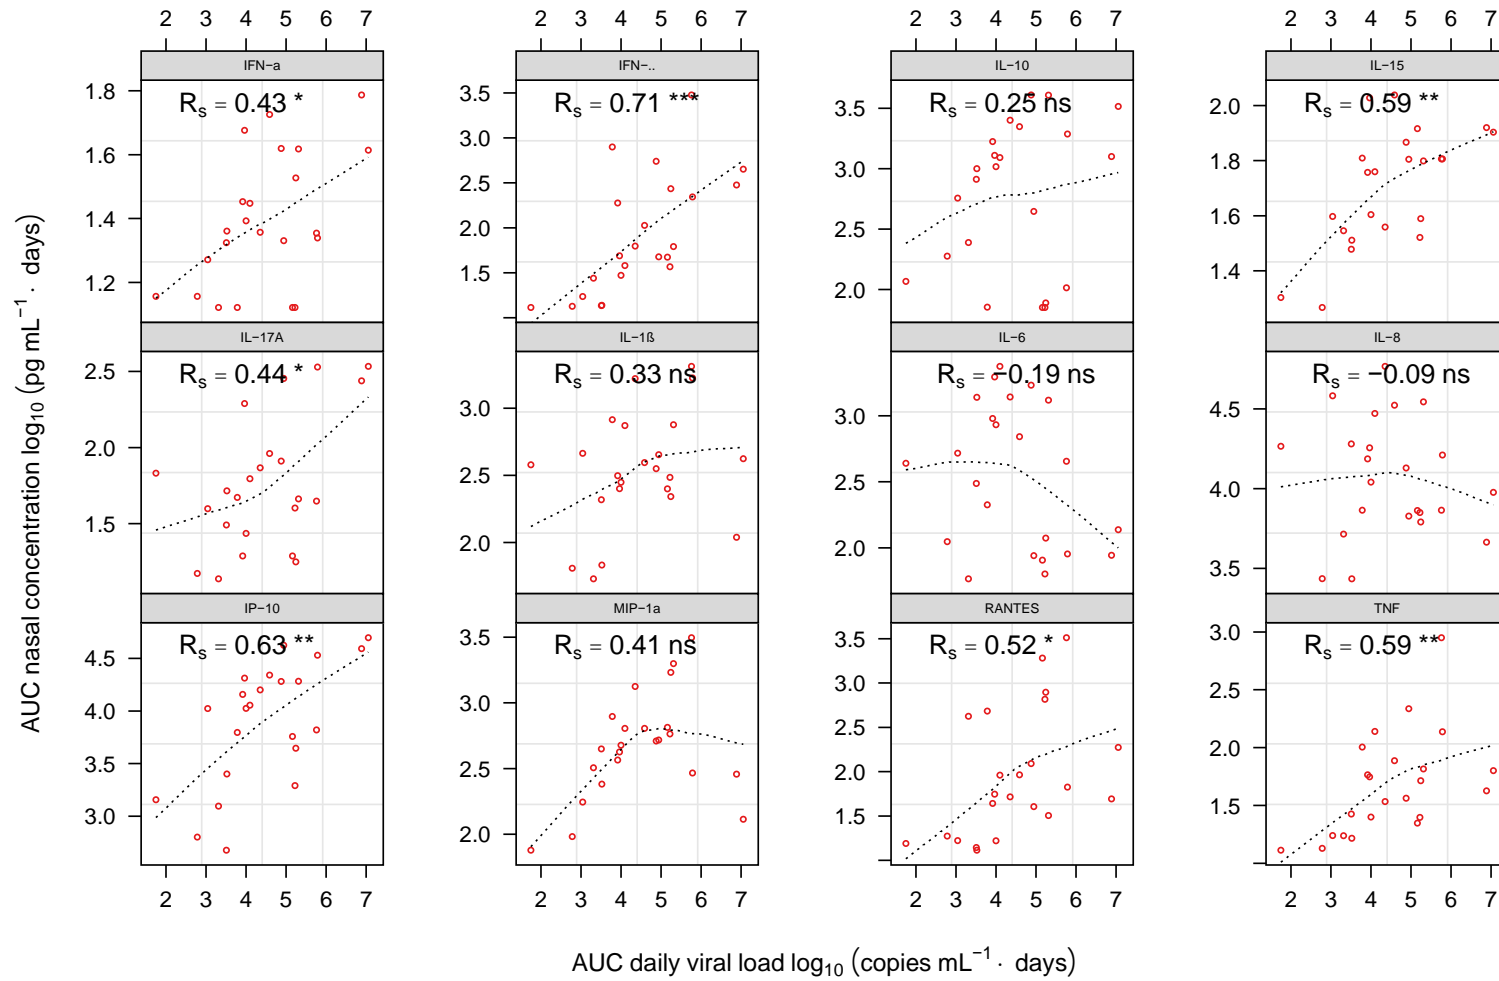 2 3 4 5 6 7 2 3 4 5 6 7 2 3 4 5 6 7 2 3 4 5 6 7
IFN−a IFN−.. IL−10 IL−15
Rs = 0.43 * Rs = 0.71 *** Rs = 0.25 ns Rs = 0.59 **
1.8 1.6 1.4 1.2
3.5 3.0 2.5 2.0 1.5
3.5 3.0 2.5 2.0
2.0 1.8 1.6 1.4
IL−17A IL−1ß IL−6 IL−8
Rs = 0.44 * Rs = 0.33 ns Rs = −0.19 ns Rs = −0.09 ns
2.5 2.0 1.5
3.0 2.5 2.0
3.0 2.5 2.0
4.5 4.0 3.5
IP−10 MIP−1a RANTES TNF
Rs = 0.63 ** Rs = 0.41 ns Rs = 0.52 * Rs = 0.59 **
4.5 4.0 3.5 3.0
3.5 3.0 2.5 2.0
3.5 3.0 2.5 2.0 1.5
3.0 2.5 2.0 1.5
2 3 4 5 6 7 2 3 4 5 6 7 2 3 4 5 6 7 2 3 4 5 6 7
AUC nasal concentration log10 (pg mL−1 · days)
AUC daily viral load log10 (copies mL−1 · days)